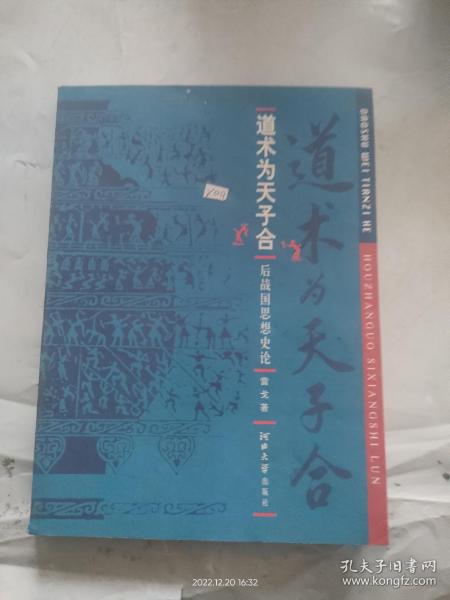 道术为天子合
后战国思想史论
雷戈 著
河北大学出版社
道术为天子合
DAOSHU WEI TIANZI HE
HOUZHANGUO SIXIANGSHI LUN
2022.12.20 16:32
孔夫子旧书网
www.kongfz.com